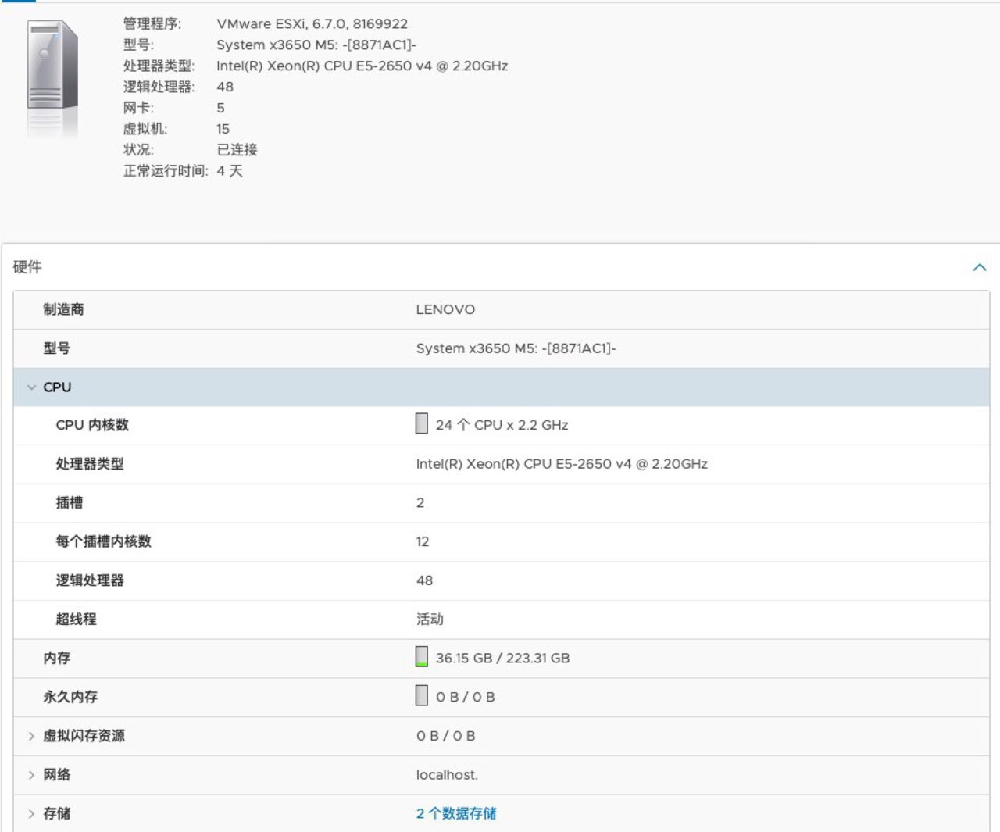 管理程序: VMware ESXi, 6.7.0, 8169922
型号: System x3650 M5: -[8871AC1]-
处理器类型: Intel(R) Xeon(R) CPU E5-2650 v4 @ 2.20GHz
逻辑处理器: 48
网卡: 5
虚拟机: 15
状况: 已连接
正常运行时间: 4 天
硬件
制造商 LENOVO
型号 System x3650 M5: -[8871AC1]-
CPU
CPU 内核数 24 个 CPU x 2.2 GHz
处理器类型 Intel(R) Xeon(R) CPU E5-2650 v4 @ 2.20GHz
插槽 2
每个插槽内核数 12
逻辑处理器 48
超线程 活动
内存 36.15 GB / 223.31 GB
永久内存 0 B / 0 B
虚拟闪存资源 0 B / 0 B
网络 localhost.
存储 2 个数据存储